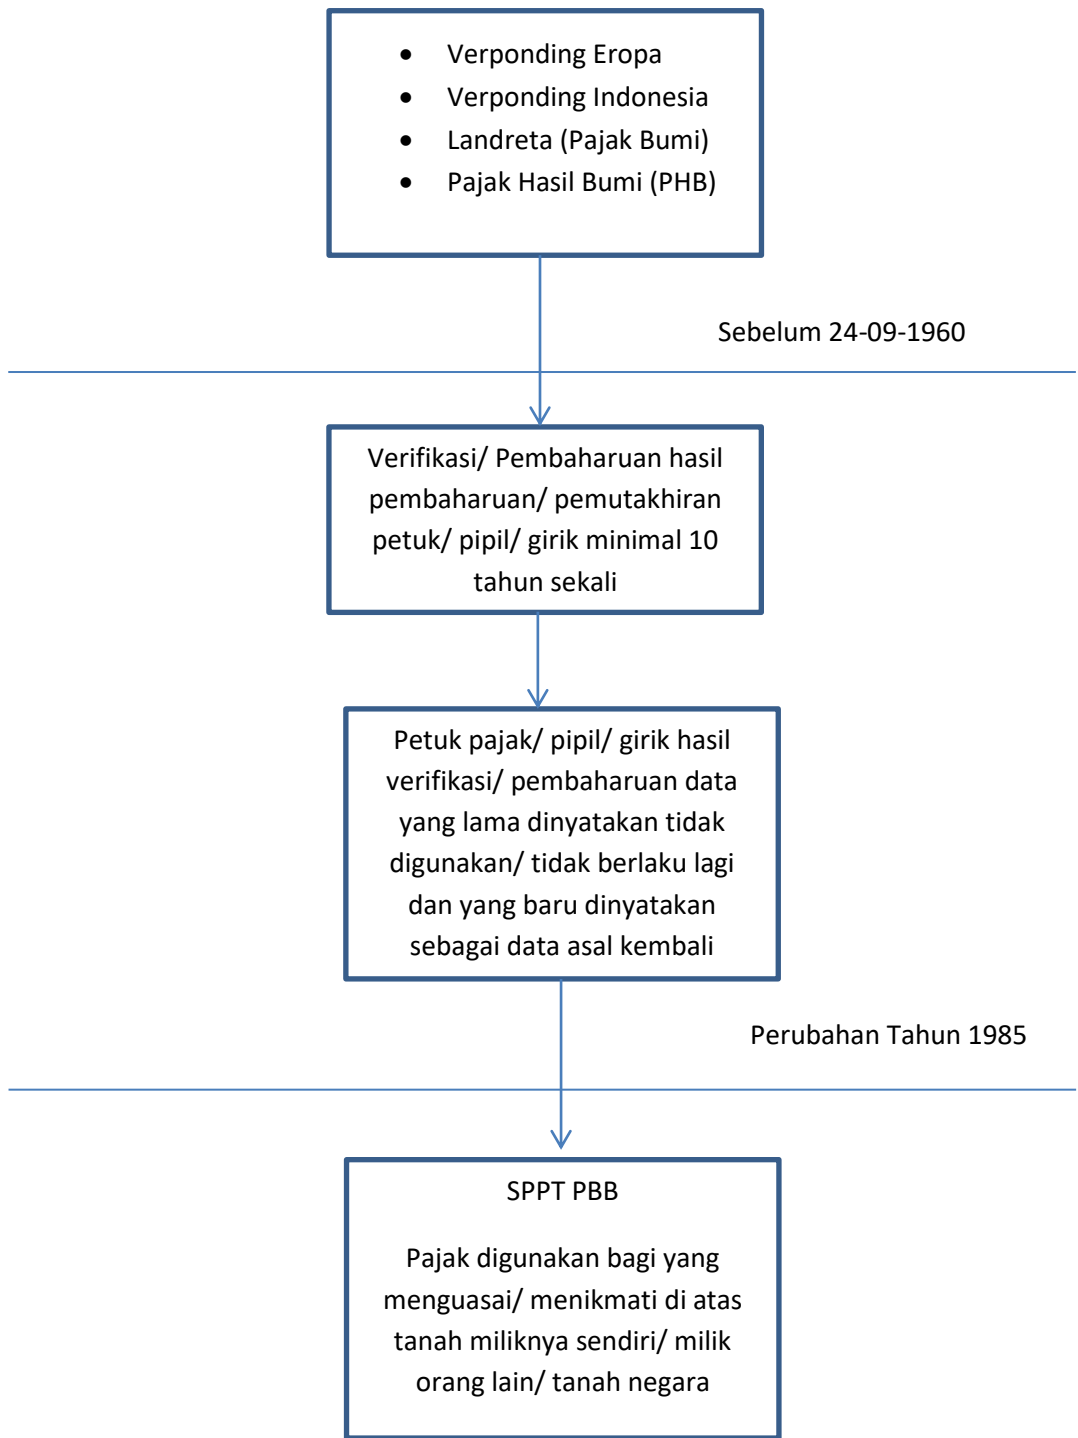 • Verponding Eropa
• Verponding Indonesia
• Landreta (Pajak Bumi)
• Pajak Hasil Bumi (PHB)
Sebelum 24-09-1960
Verifikasi/ Pembaharuan hasil
pembaharuan/ pemutakhiran
petuk/ pipil/ girik minimal 10
tahun sekali
Petuk pajak/ pipil/ girik hasil
verifikasi/ pembaharuan data
yang lama dinyatakan tidak
digunakan/ tidak berlaku lagi
dan yang baru dinyatakan
sebagai data asal kembali
Perubahan Tahun 1985
SPPT PBB
Pajak digunakan bagi yang
menguasai/ menikmati di atas
tanah miliknya sendiri/ milik
orang lain/ tanah negara